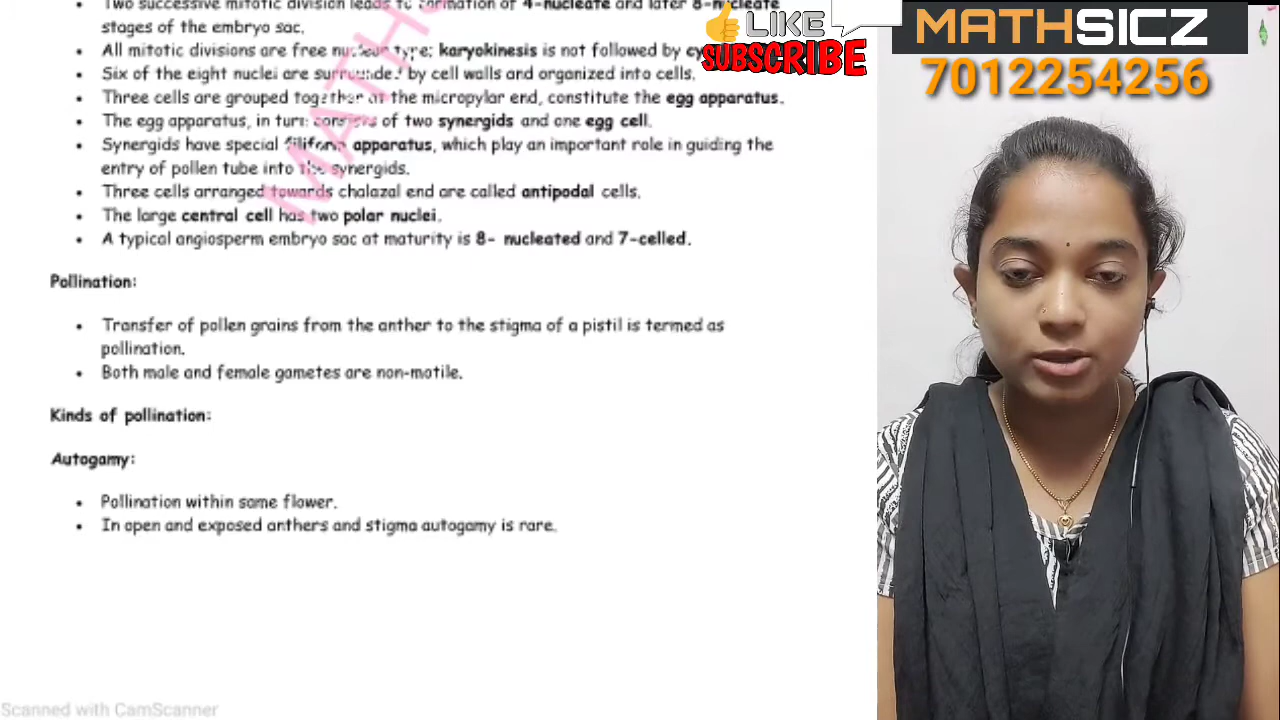 Two successive mitotic division leads to formation of 4-nucleate and later 8-nucleate
stages of the embryo sac.
All mitotic divisions are free nuclear type; karyokinesis is not followed by
Six of the eight nuclei are surrounded by cell walls and organized into cells.
Three cells are grouped together at the micropylar end, constitute the egg apparatus.
The egg apparatus, in turn consists of two synergids and one egg cell.
Synergids have special filiform apparatus, which play an important role in guiding the
entry of pollen tube into the synergids.
Three cells arranged towards chalazal end are called antipodal cells.
The large central cell has two polar nuclei.
A typical angiosperm embryo sac at maturity is 8- nucleated and 7-celled.
Pollination:
Transfer of pollen grains from the anther to the stigma of a pistil is termed as
pollination.
Both male and female gametes are non-motile.
Kinds of pollination:
Autogamy:
Pollination within same flower.
In open and exposed anthers and stigma autogamy is rare.
Scanned with CamScanner
LIKE
SUBSCRIBE
MATHSICZ
7012254256